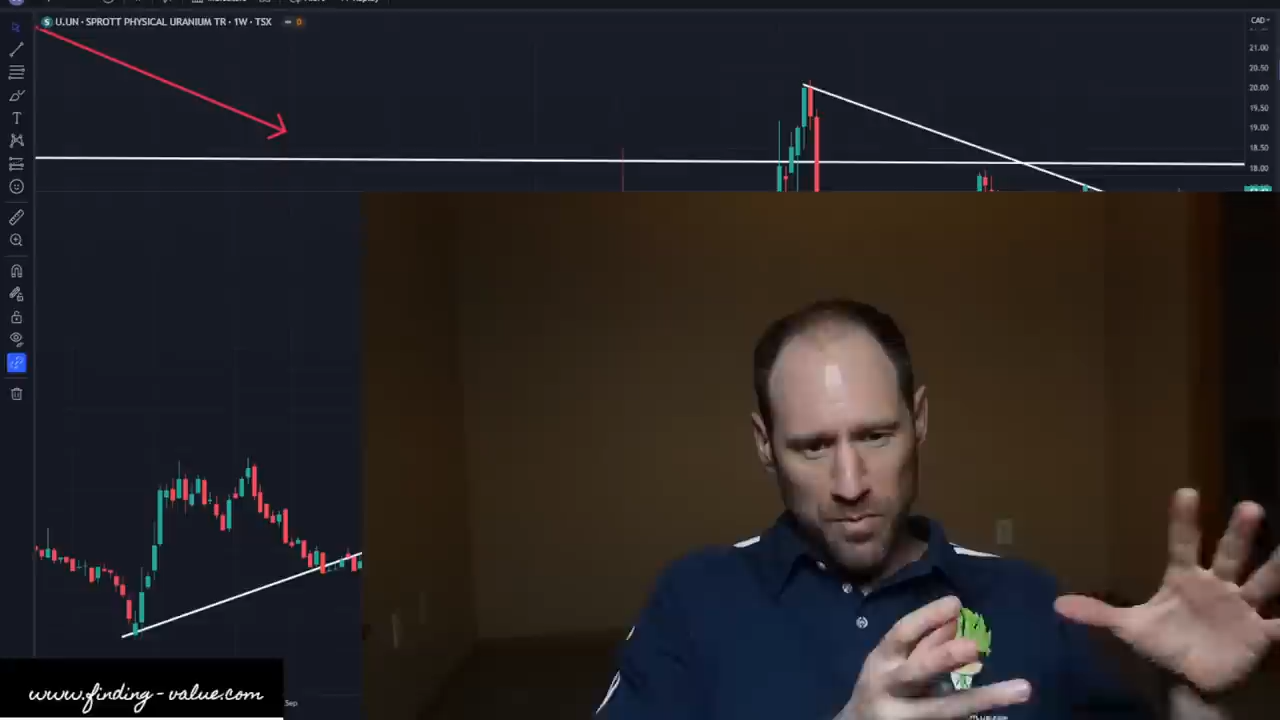 U.UN · SPROTT PHYSICAL URANIUM TR · 1W · TSX
D
CAD
21.00
20.50
20.00
19.50
19.00
18.50
18.00
T
Sep
www.finding-value.com